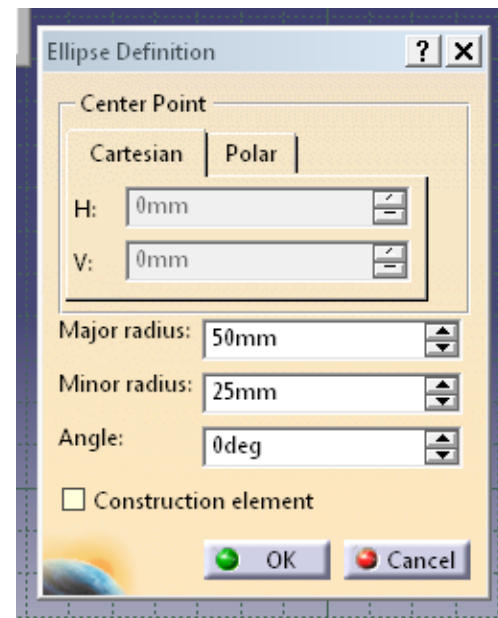 Ellipse Definition ? X
Center Point
Cartesian Polar
H: 0mm
V: 0mm
Major radius: 50mm
Minor radius: 25mm
Angle: 0deg
Construction element
OK Cancel